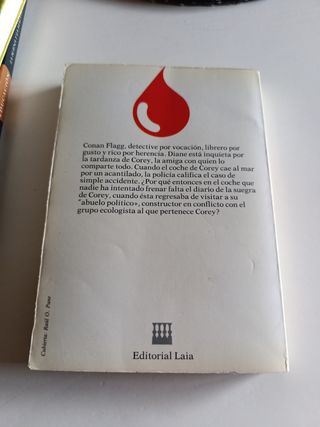 Conan Flagg, detective por vocación, librero por
gusto y rico por herencia. Diane está inquieta por
la tardanza de Corey, la amiga con quien lo
comparte todo. Cuando el coche de Corey cae al mar
por un acantilado, la policía califica el caso de
simple accidente. ¿Por qué entonces en el coche que
nadie ha intentado frenar falta el diario de la suegra
de Corey, cuando ésta regresaba de visitar a su
"abuelo político», constructor en conflicto con el
grupo ecologista al que pertenece Corey?
Cubierta: Raúl O. Pane
Editorial Laia